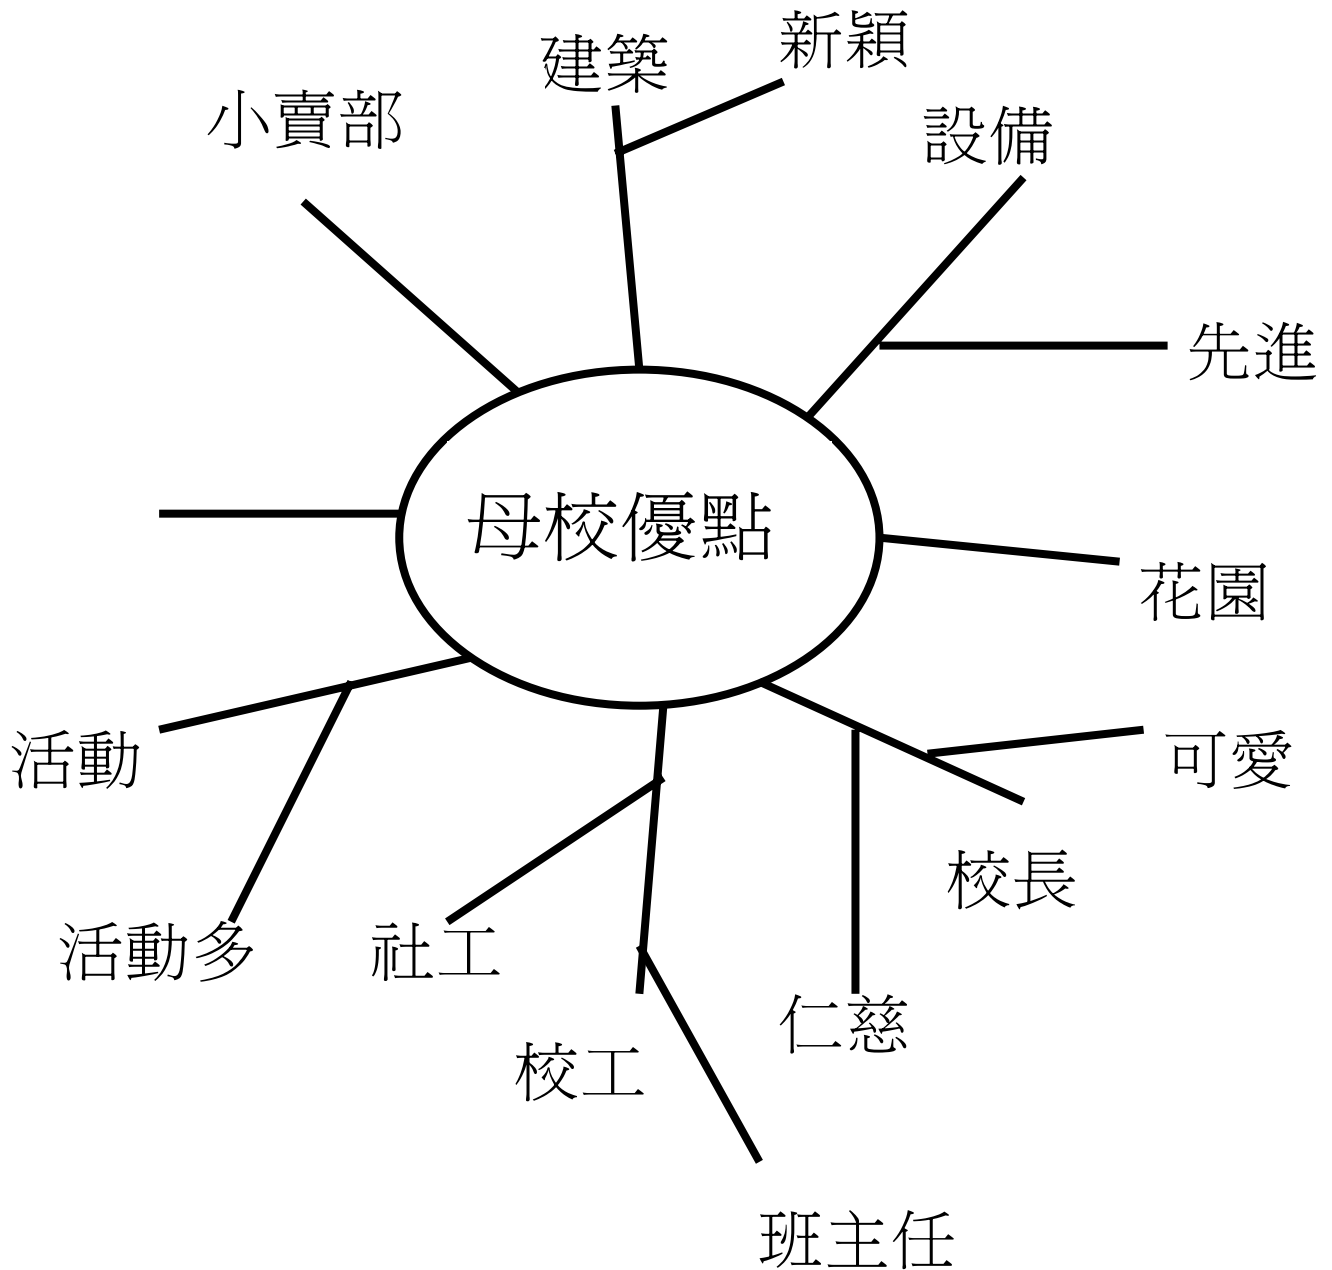 新穎
建築
小賣部
設備
先進
母校優點
花園
活動
可愛
校長
活動多
社工
仁慈
校工
班主任